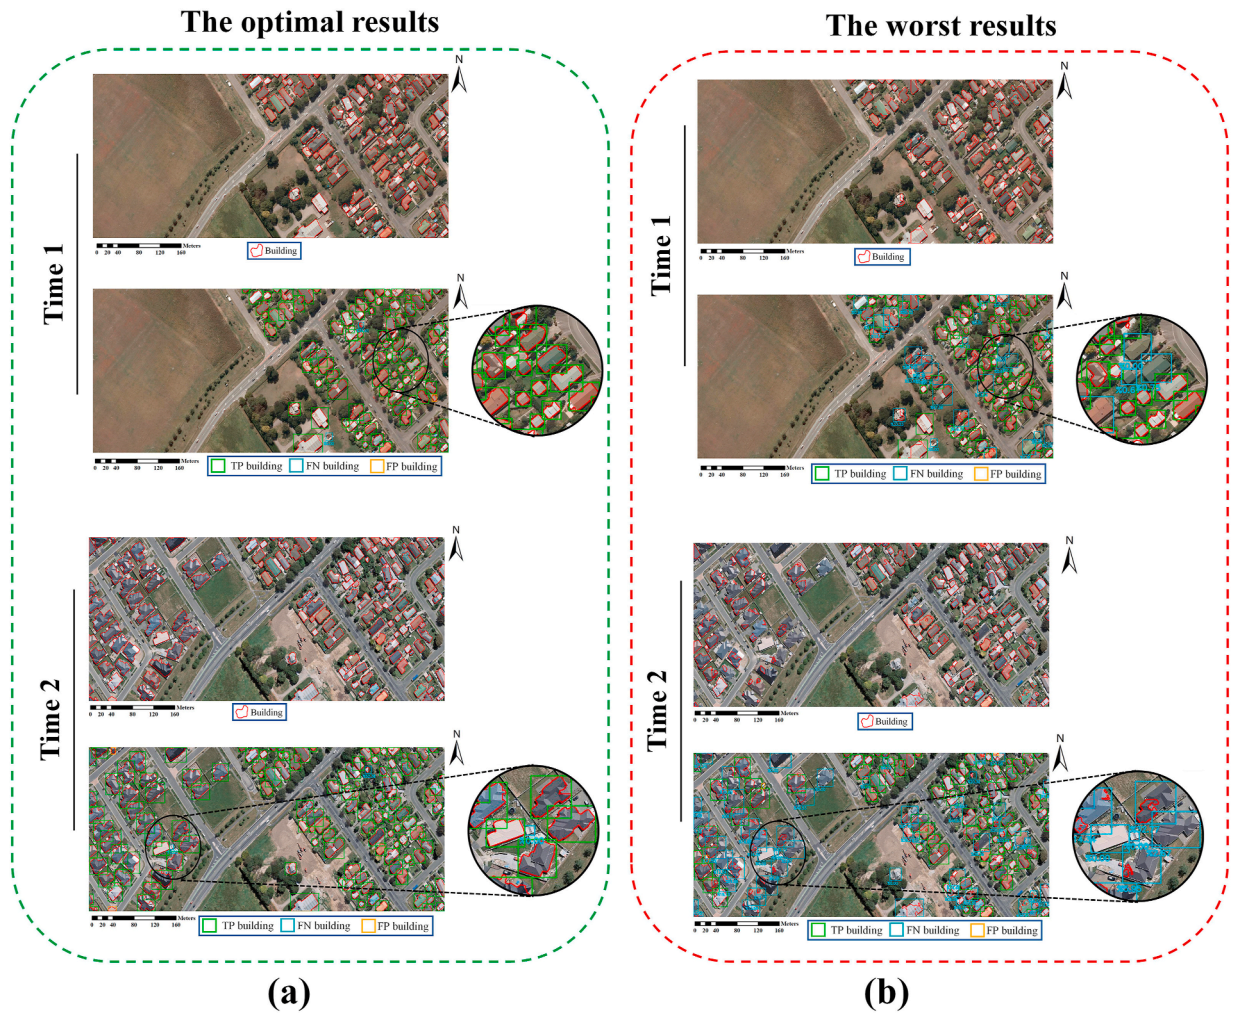 The optimal results
The worst results
Time 1
N
0 20 40 80 120 160 Meters
Building
N
0 20 40 80 120 160 Meters
TP building FN building FP building
Time 2
N
0 20 40 80 120 160 Meters
Building
N
0 20 40 80 120 160 Meters
TP building FN building FP building
(a)
Time 1
N
0 20 40 80 120 160 Meters
Building
N
0 20 40 80 120 160 Meters
TP building FN building FP building
Time 2
N
0 20 40 80 120 160 Meters
Building
N
0 20 40 80 120 160 Meters
TP building FN building FP building
(b)